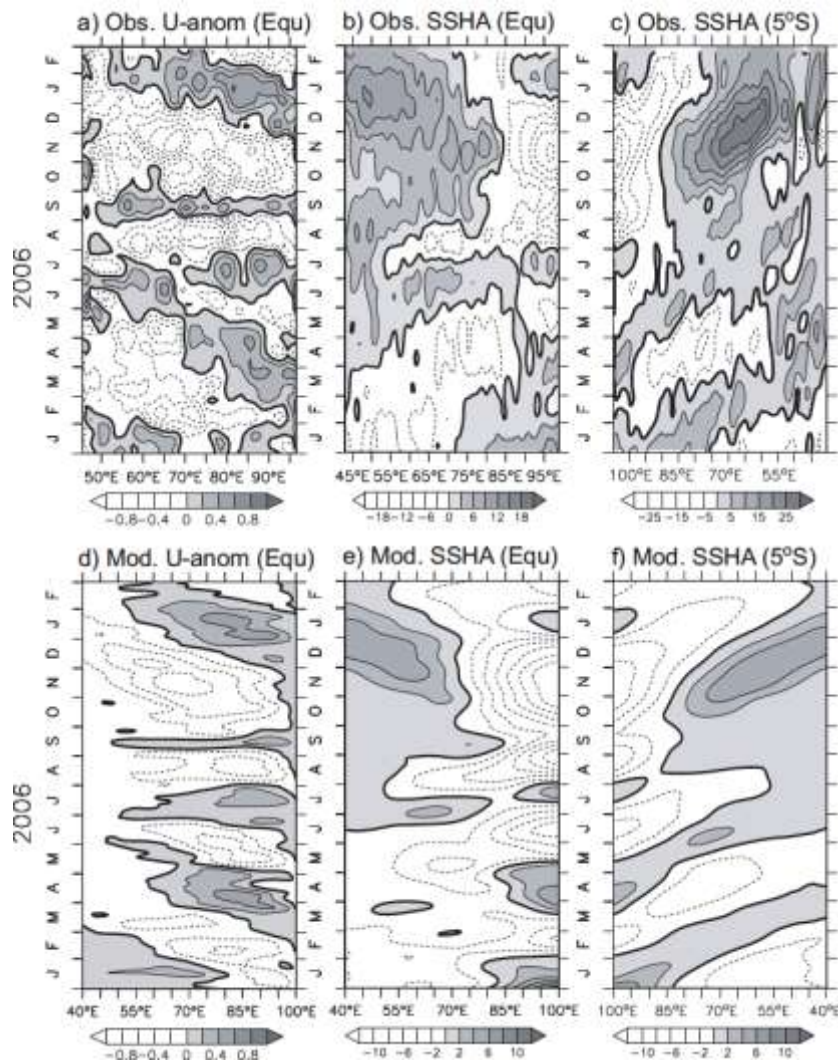 a) Obs. U-anom (Equ)
b) Obs. SSHA (Equ)
c) Obs. SSHA (5°S)
2006
F
J
D
N
O
S
A
J
J
M
A
M
F
J
F
J
D
N
O
S
A
J
J
M
A
M
F
J
F
J
D
N
O
S
A
J
J
M
A
M
F
J
50°E 60°E 70°E 80°E 90°E
45°E 55°E 65°E 75°E 85°E 95°E
100°E 85°E 70°E 55°E
-0.8 -0.4 0 0.4 0.8
-18 -12 -6 0 6 12 18
-25 -15 -5 5 15 25
d) Mod. U-anom (Equ)
e) Mod. SSHA (Equ)
f) Mod. SSHA (5°S)
2006
F
J
D
N
O
S
A
J
J
M
A
M
F
J
F
J
D
N
O
S
A
J
J
M
A
M
F
J
F
J
D
N
O
S
A
J
J
M
A
M
F
J
40°E 55°E 70°E 85°E 100°E
40°E 55°E 70°E 85°E 100°E
100°E 85°E 70°E 55°E 40°E
-0.8 -0.4 0 0.4 0.8
-10 -6 -2 2 6 10
-10 -6 -2 2 6 10